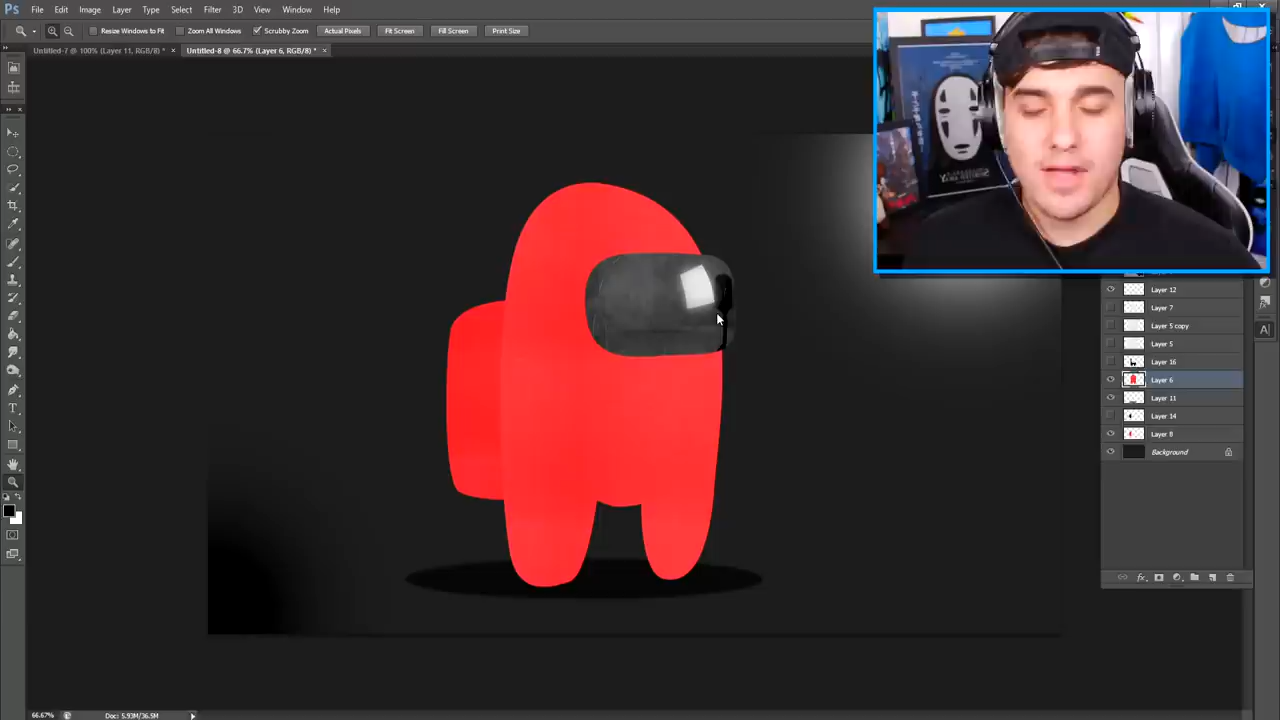 Ps File Edit Image Layer Type Select Filter 3D View Window Help
Resize Windows to Fit Zoom All Windows Scrubby Zoom Actual Pixels Fit Screen Fill Screen Print Size
Untitled-7 @ 100% (Layer 11, RGB/8) * × Untitled-8 @ 66.7% (Layer 6, RGB/8) * ×
Layer 12
Layer 7
Layer 5 copy
Layer 5
Layer 16
Layer 6
Layer 11
Layer 14
Layer 8
Background
fx
66.67% Doc: 5.93M/36.5M